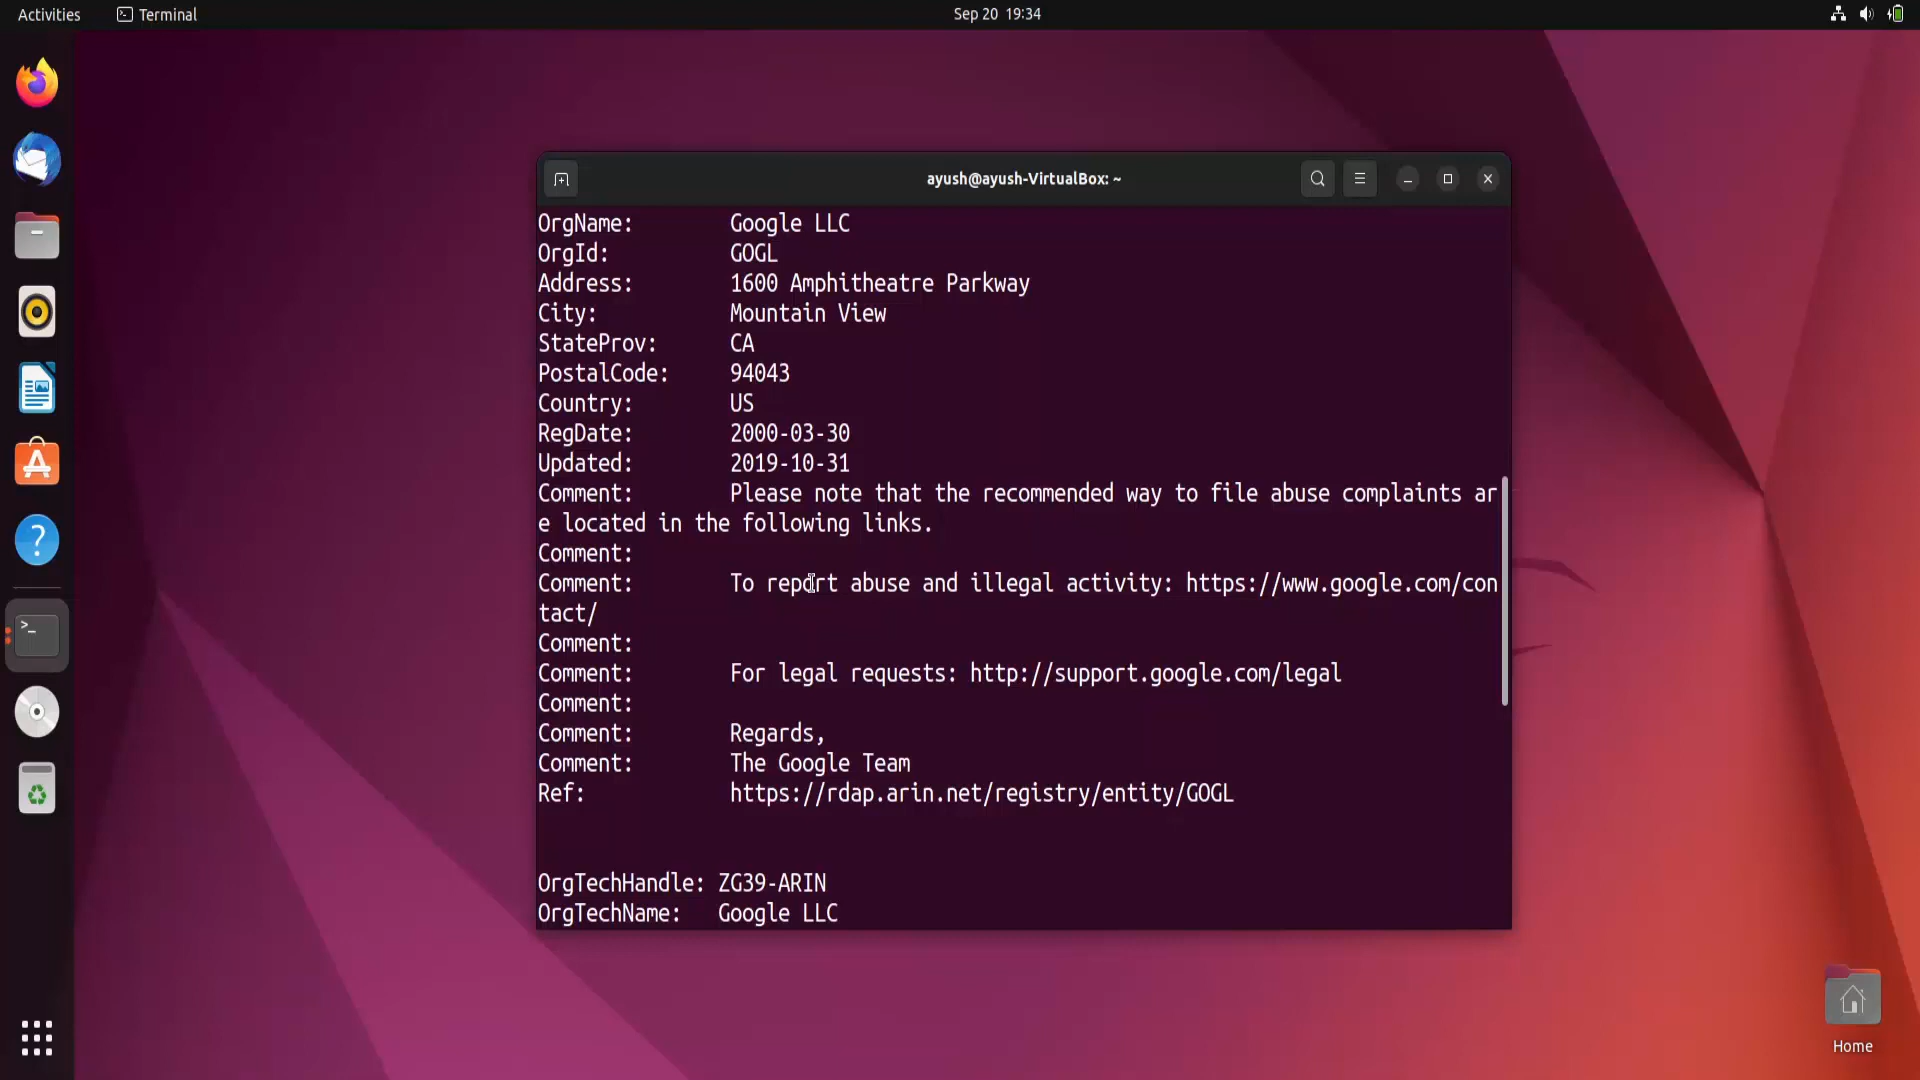 Activities
Terminal
Sep 20 19:34
ayush@ayush-VirtualBox: ~
OrgName: Google LLC
OrgId: GOGL
Address: 1600 Amphitheatre Parkway
City: Mountain View
StateProv: CA
PostalCode: 94043
Country: US
RegDate: 2000-03-30
Updated: 2019-10-31
Comment: Please note that the recommended way to file abuse complaints ar
e located in the following links.
Comment:
Comment: To report abuse and illegal activity: https://www.google.com/con
tact/
Comment:
Comment: For legal requests: http://support.google.com/legal
Comment:
Comment: Regards,
Comment: The Google Team
Ref: https://rdap.arin.net/registry/entity/GOGL
OrgTechHandle: ZG39-ARIN
OrgTechName: Google LLC
Home